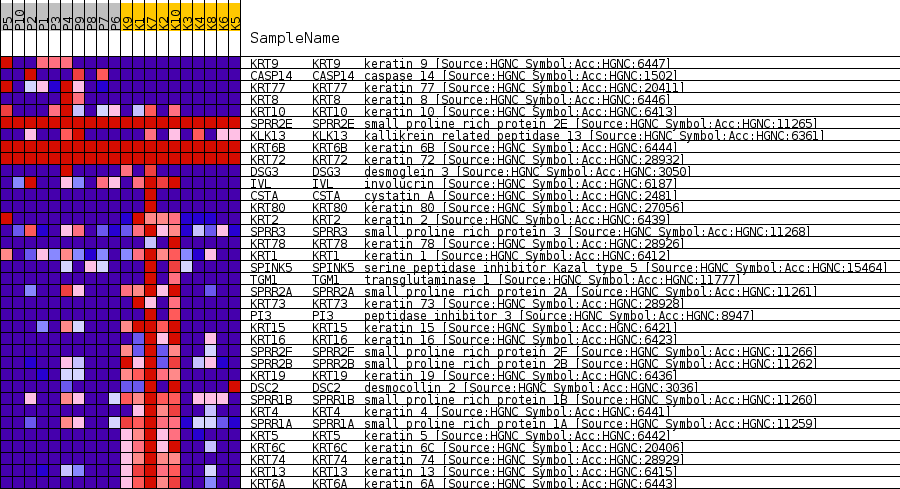 P5 P10 P2 P1 P3 P4 P9 P8 P7 P6 K9 K1 K7 K2 K10 K3 K4 K8 K6 K5
SampleName
KRT9 KRT9 keratin 9 [Source:HGNC Symbol;Acc:HGNC:6447]
CASP14 CASP14 caspase 14 [Source:HGNC Symbol;Acc:HGNC:1502]
KRT77 KRT77 keratin 77 [Source:HGNC Symbol;Acc:HGNC:20411]
KRT8 KRT8 keratin 8 [Source:HGNC Symbol;Acc:HGNC:6446]
KRT10 KRT10 keratin 10 [Source:HGNC Symbol;Acc:HGNC:6413]
SPRR2E SPRR2E small proline rich protein 2E [Source:HGNC Symbol;Acc:HGNC:11265]
KLK13 KLK13 kallikrein related peptidase 13 [Source:HGNC Symbol;Acc:HGNC:6361]
KRT6B KRT6B keratin 6B [Source:HGNC Symbol;Acc:HGNC:6444]
KRT72 KRT72 keratin 72 [Source:HGNC Symbol;Acc:HGNC:28932]
DSG3 DSG3 desmoglein 3 [Source:HGNC Symbol;Acc:HGNC:3050]
IVL IVL involucrin [Source:HGNC Symbol;Acc:HGNC:6187]
CSTA CSTA cystatin A [Source:HGNC Symbol;Acc:HGNC:2481]
KRT80 KRT80 keratin 80 [Source:HGNC Symbol;Acc:HGNC:27056]
KRT2 KRT2 keratin 2 [Source:HGNC Symbol;Acc:HGNC:6439]
SPRR3 SPRR3 small proline rich protein 3 [Source:HGNC Symbol;Acc:HGNC:11268]
KRT78 KRT78 keratin 78 [Source:HGNC Symbol;Acc:HGNC:28926]
KRT1 KRT1 keratin 1 [Source:HGNC Symbol;Acc:HGNC:6412]
SPINK5 SPINK5 serine peptidase inhibitor Kazal type 5 [Source:HGNC Symbol;Acc:HGNC:15464]
TGM1 TGM1 transglutaminase 1 [Source:HGNC Symbol;Acc:HGNC:11777]
SPRR2A SPRR2A small proline rich protein 2A [Source:HGNC Symbol;Acc:HGNC:11261]
KRT73 KRT73 keratin 73 [Source:HGNC Symbol;Acc:HGNC:28928]
PI3 PI3 peptidase inhibitor 3 [Source:HGNC Symbol;Acc:HGNC:8947]
KRT15 KRT15 keratin 15 [Source:HGNC Symbol;Acc:HGNC:6421]
KRT16 KRT16 keratin 16 [Source:HGNC Symbol;Acc:HGNC:6423]
SPRR2F SPRR2F small proline rich protein 2F [Source:HGNC Symbol;Acc:HGNC:11266]
SPRR2B SPRR2B small proline rich protein 2B [Source:HGNC Symbol;Acc:HGNC:11262]
KRT19 KRT19 keratin 19 [Source:HGNC Symbol;Acc:HGNC:6436]
DSC2 DSC2 desmocollin 2 [Source:HGNC Symbol;Acc:HGNC:3036]
SPRR1B SPRR1B small proline rich protein 1B [Source:HGNC Symbol;Acc:HGNC:11260]
KRT4 KRT4 keratin 4 [Source:HGNC Symbol;Acc:HGNC:6441]
SPRR1A SPRR1A small proline rich protein 1A [Source:HGNC Symbol;Acc:HGNC:11259]
KRT5 KRT5 keratin 5 [Source:HGNC Symbol;Acc:HGNC:6442]
KRT6C KRT6C keratin 6C [Source:HGNC Symbol;Acc:HGNC:20406]
KRT74 KRT74 keratin 74 [Source:HGNC Symbol;Acc:HGNC:28929]
KRT13 KRT13 keratin 13 [Source:HGNC Symbol;Acc:HGNC:6415]
KRT6A KRT6A keratin 6A [Source:HGNC Symbol;Acc:HGNC:6443]